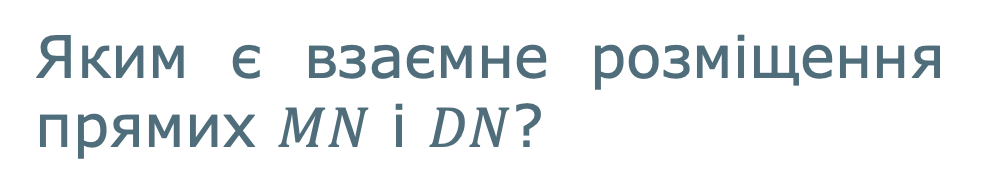 Яким є взаємне розміщення
прямих MN і DN?